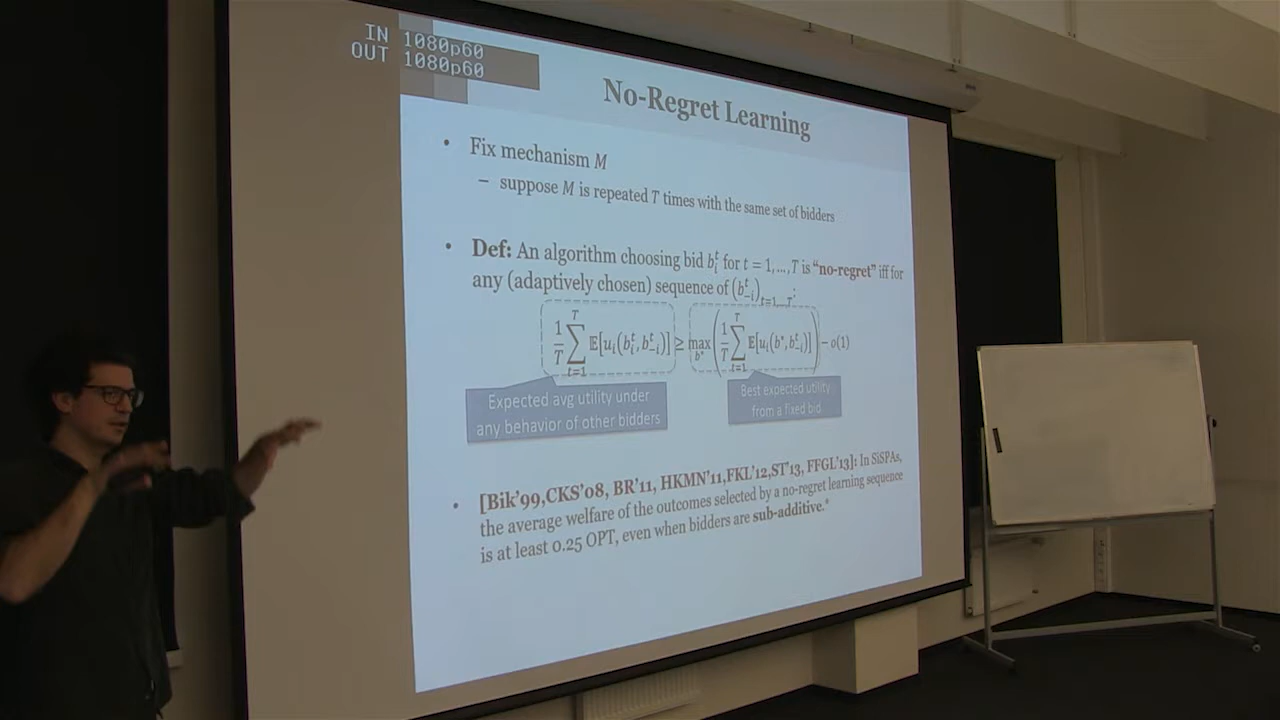 IN 1080p60
OUT 1080p60
No-Regret Learning
• Fix mechanism M
– suppose M is repeated T times with the same set of bidders
• Def: An algorithm choosing bid b_i^t for t = 1, ..., T is "no-regret" iff for
any (adaptively chosen) sequence of (b_{-i}^t)_{t=1...T}:
1/T ∑_{t=1}^T 𝔼[u_i(b_i^t, b_{-i}^t)] ≥ max_{b*} (1/T ∑_{t=1}^T 𝔼[u_i(b*, b_{-i}^t)]) − o(1)
Expected avg utility under
any behavior of other bidders
Best expected utility
from a fixed bid
• [Bik'99,CKS'08, BR'11, HKMN'11,FKL'12,ST'13, FFGL'13]: In SiSPAs,
the average welfare of the outcomes selected by a no-regret learning sequence
is at least 0.25 OPT, even when bidders are sub-additive.*